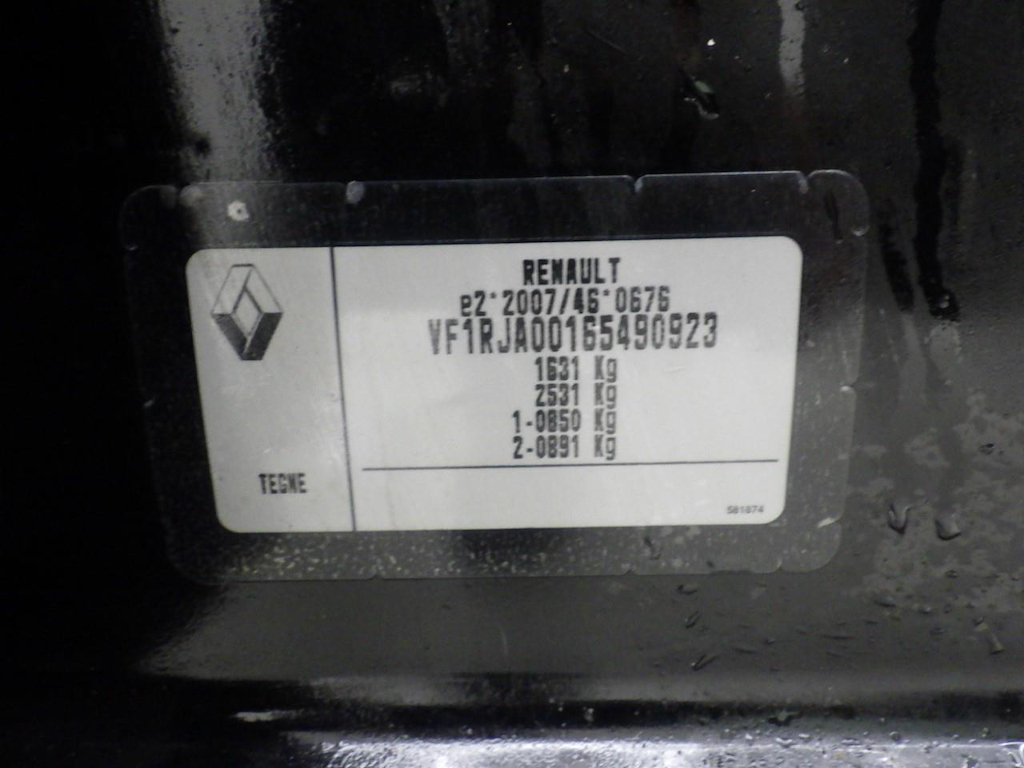 RENAULT
e2*2007/46*0676
VF1RJA00165490923
1631 Kg
2531 Kg
1-0850 Kg
2-0891 Kg
TEGNE
581874